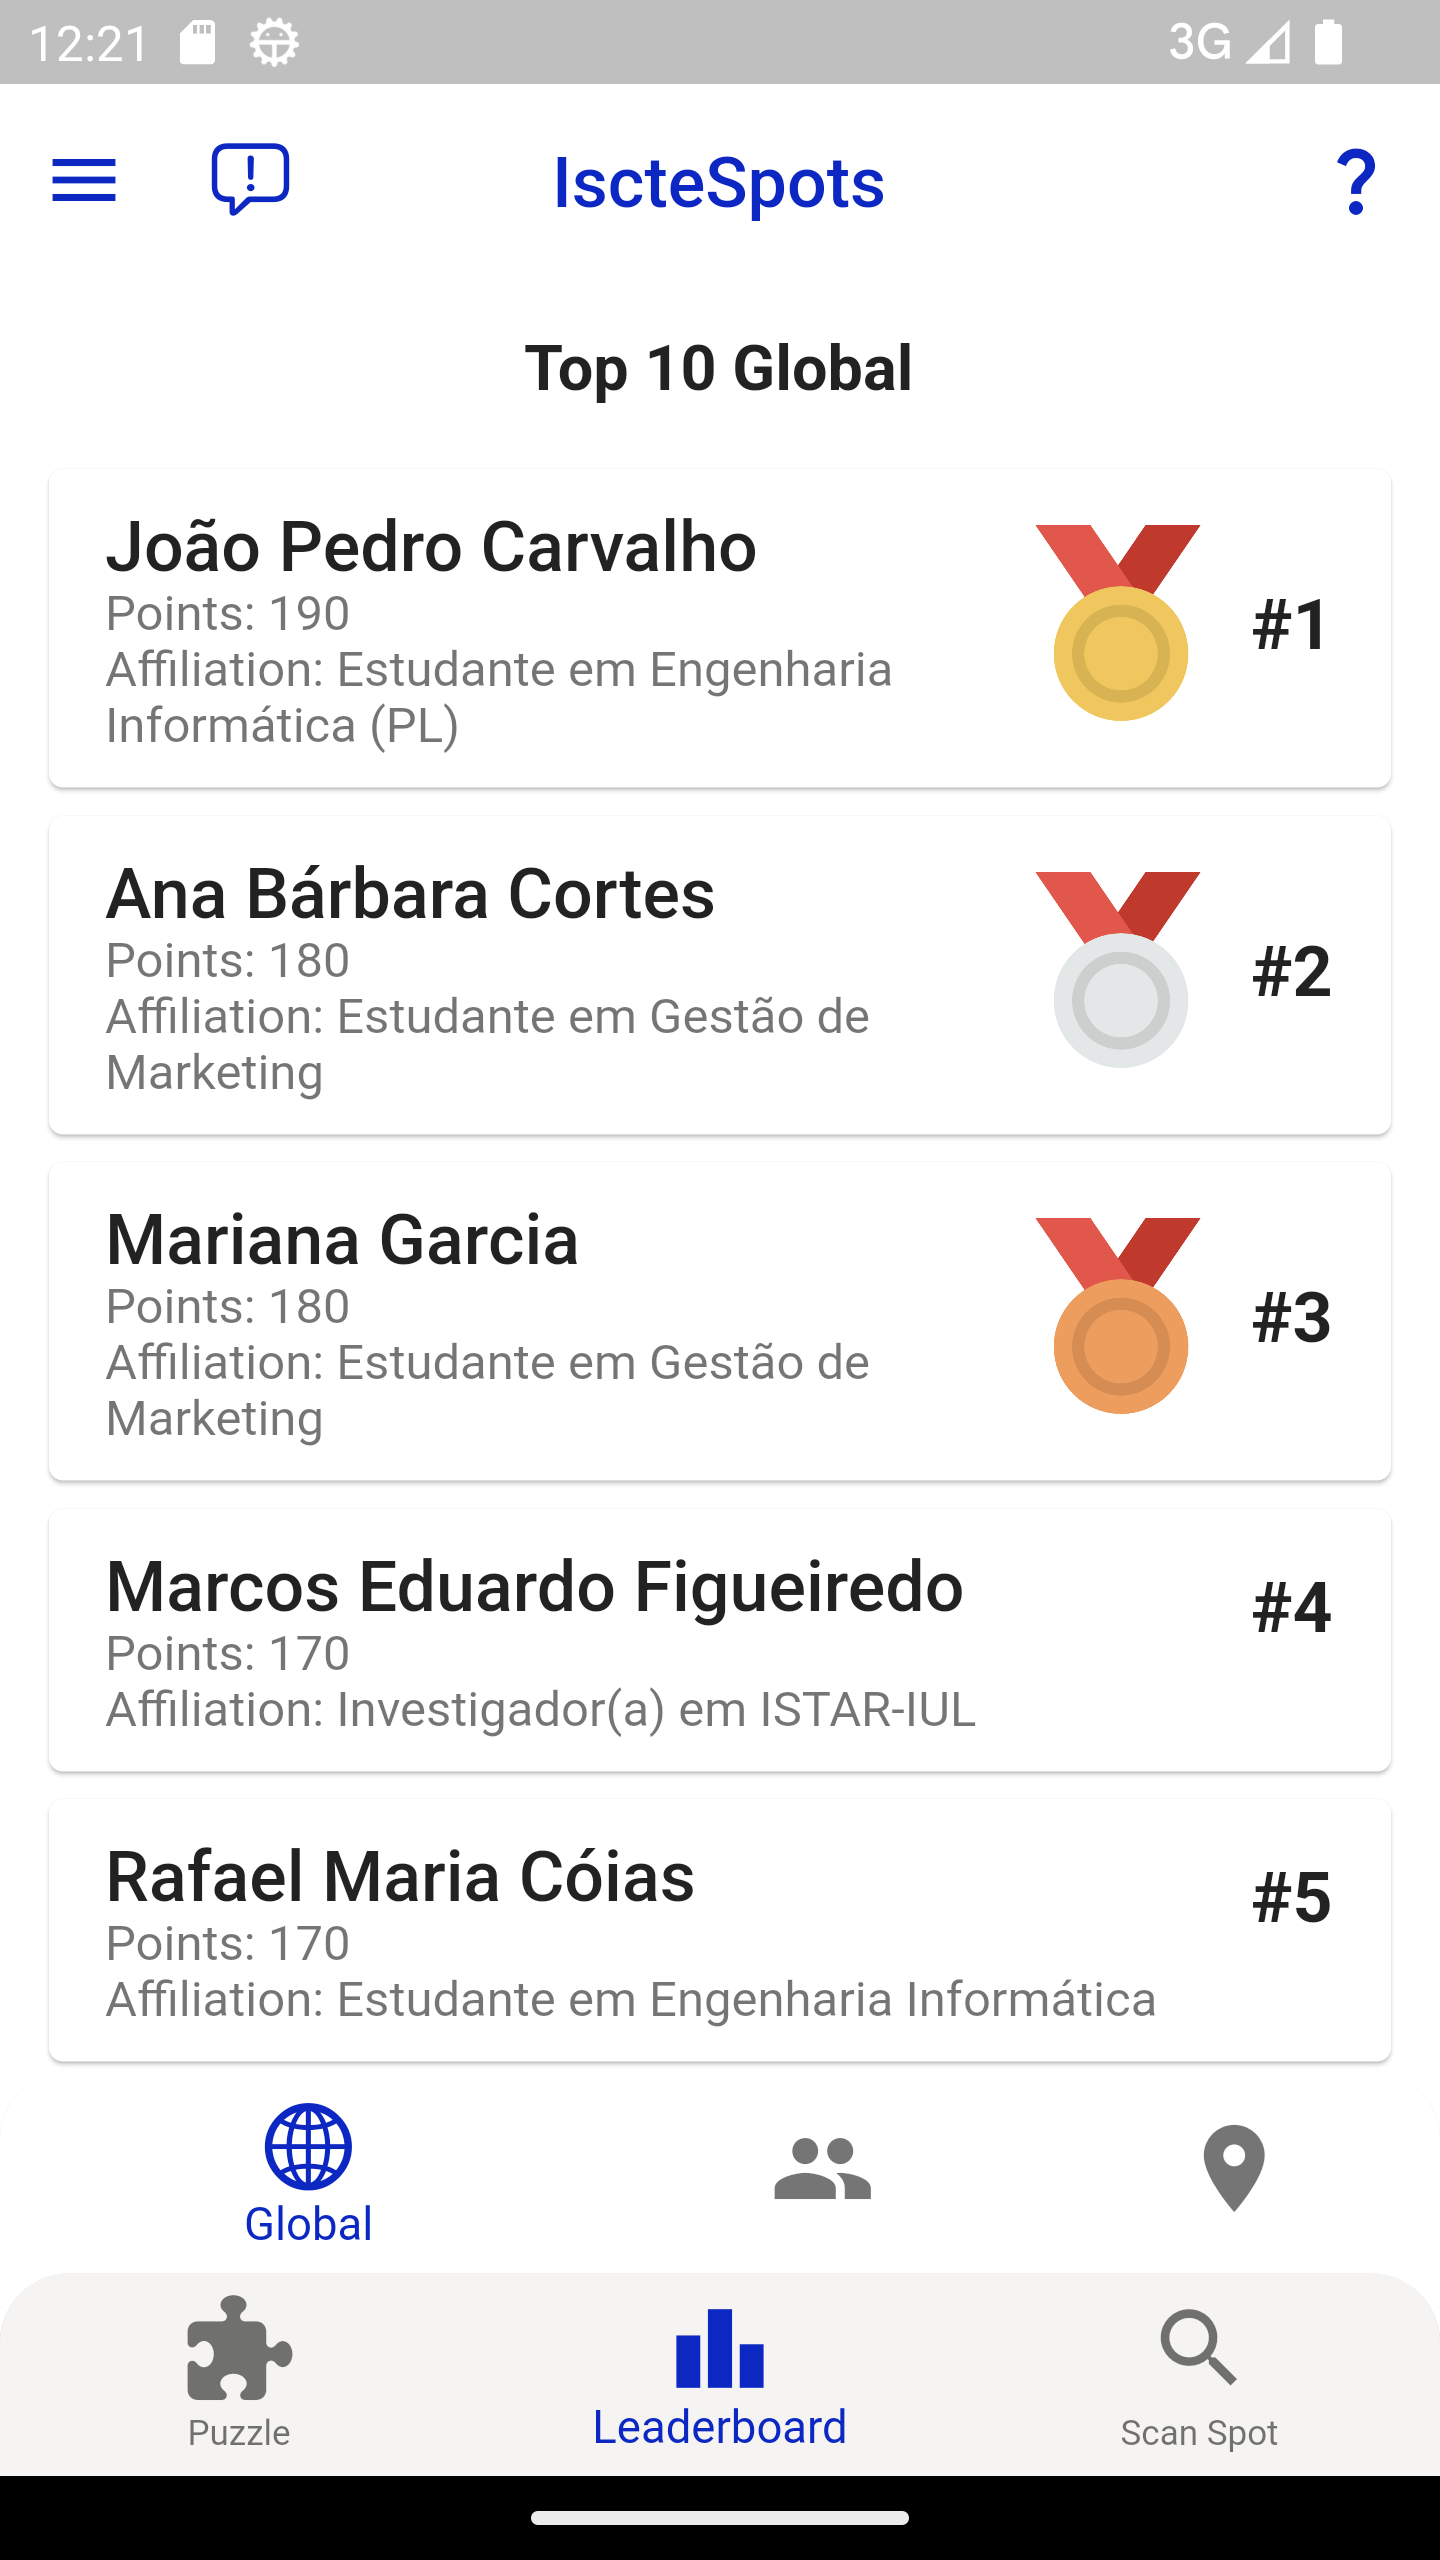 12:21
3G
IscteSpots
?
Top 10 Global
João Pedro Carvalho
Points: 190
Affiliation: Estudante em Engenharia
Informática (PL)
#1
Ana Bárbara Cortes
Points: 180
Affiliation: Estudante em Gestão de
Marketing
#2
Mariana Garcia
Points: 180
Affiliation: Estudante em Gestão de
Marketing
#3
Marcos Eduardo Figueiredo
Points: 170
Affiliation: Investigador(a) em ISTAR-IUL
#4
Rafael Maria Cóias
Points: 170
Affiliation: Estudante em Engenharia Informática
#5
Global
Puzzle
Leaderboard
Scan Spot